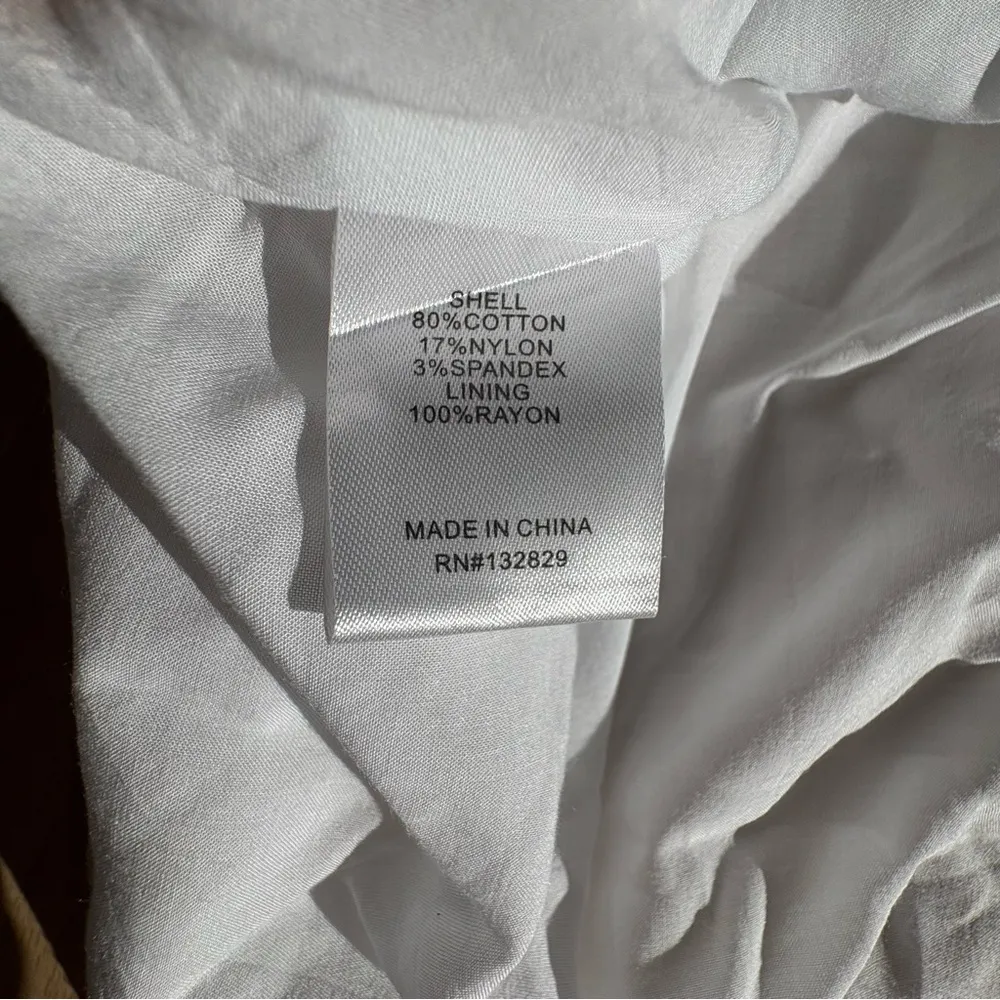 SHELL
80%COTTON
17%NYLON
3%SPANDEX
LINING
100%RAYON
MADE IN CHINA
RN#132829